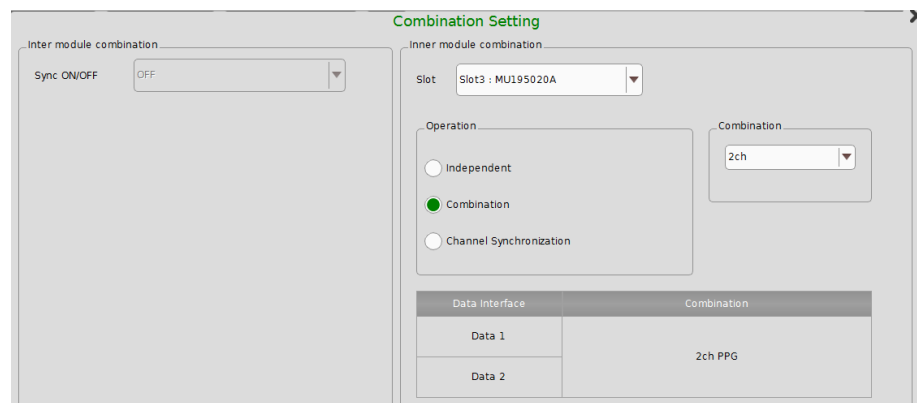 Combination Setting
Inter module combination
Sync ON/OFF
OFF
Inner module combination
Slot
Slot3 : MU195020A
Operation
Independent
Combination
Channel Synchronization
Combination
2ch
Data Interface
Combination
Data 1
Data 2
2ch PPG